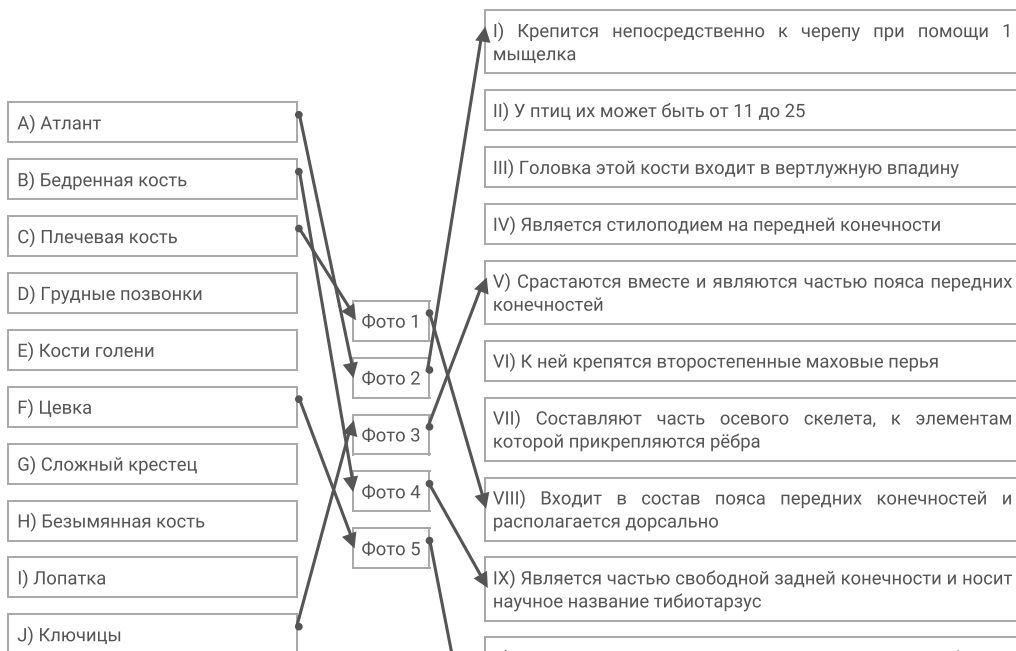 I) Крепится непосредственно к черепу при помощи 1
мыщелка
A) Атлант
II) У птиц их может быть от 11 до 25
B) Бедренная кость
III) Головка этой кости входит в вертлужную впадину
C) Плечевая кость
IV) Является стилоподием на передней конечности
D) Грудные позвонки
V) Срастаются вместе и являются частью пояса передних
конечностей
Фото 1
E) Кости голени
VI) К ней крепятся второстепенные маховые перья
Фото 2
F) Цевка
VII) Составляют часть осевого скелета, к элементам
которой прикрепляются рёбра
Фото 3
G) Сложный крестец
Фото 4
VIII) Входит в состав пояса передних конечностей и
располагается дорсально
H) Безымянная кость
Фото 5
I) Лопатка
IX) Является частью свободной задней конечности и носит
научное название тибиотарзус
J) Ключицы